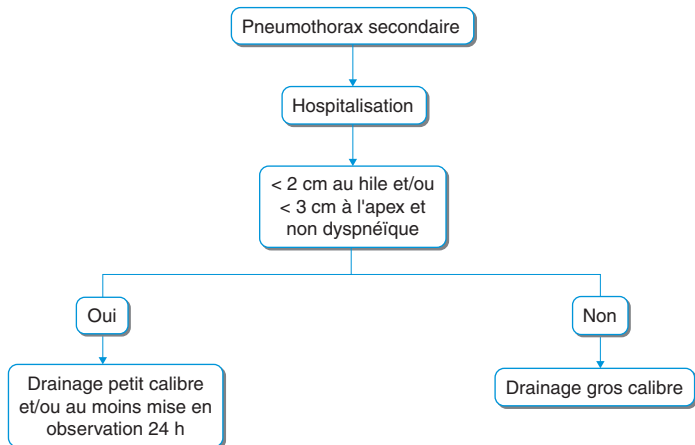 Pneumothorax secondaire
Hospitalisation
< 2 cm au hile et/ou
< 3 cm à l'apex et
non dyspnéïque
Oui
Non
Drainage petit calibre
et/ou au moins mise en
observation 24 h
Drainage gros calibre